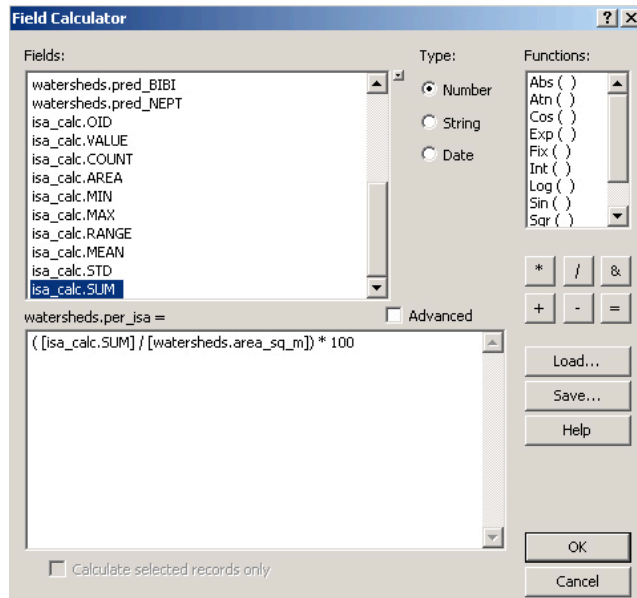 Field Calculator
Fields:
Type:
Functions:
watersheds.pred_BIBI
watersheds.pred_NEPT
isa_calc.OID
isa_calc.VALUE
isa_calc.COUNT
isa_calc.AREA
isa_calc.MIN
isa_calc.MAX
isa_calc.RANGE
isa_calc.MEAN
isa_calc.STD
isa_calc.SUM
Number
String
Date
Abs ( )
Atn ( )
Cos ( )
Exp ( )
Fix ( )
Int ( )
Log ( )
Sin ( )
Sqr ( )
* / &
+ - =
watersheds.per_isa =
Advanced
( [isa_calc.SUM] / [watersheds.area_sq_m]) * 100
Load...
Save...
Help
Calculate selected records only
OK
Cancel